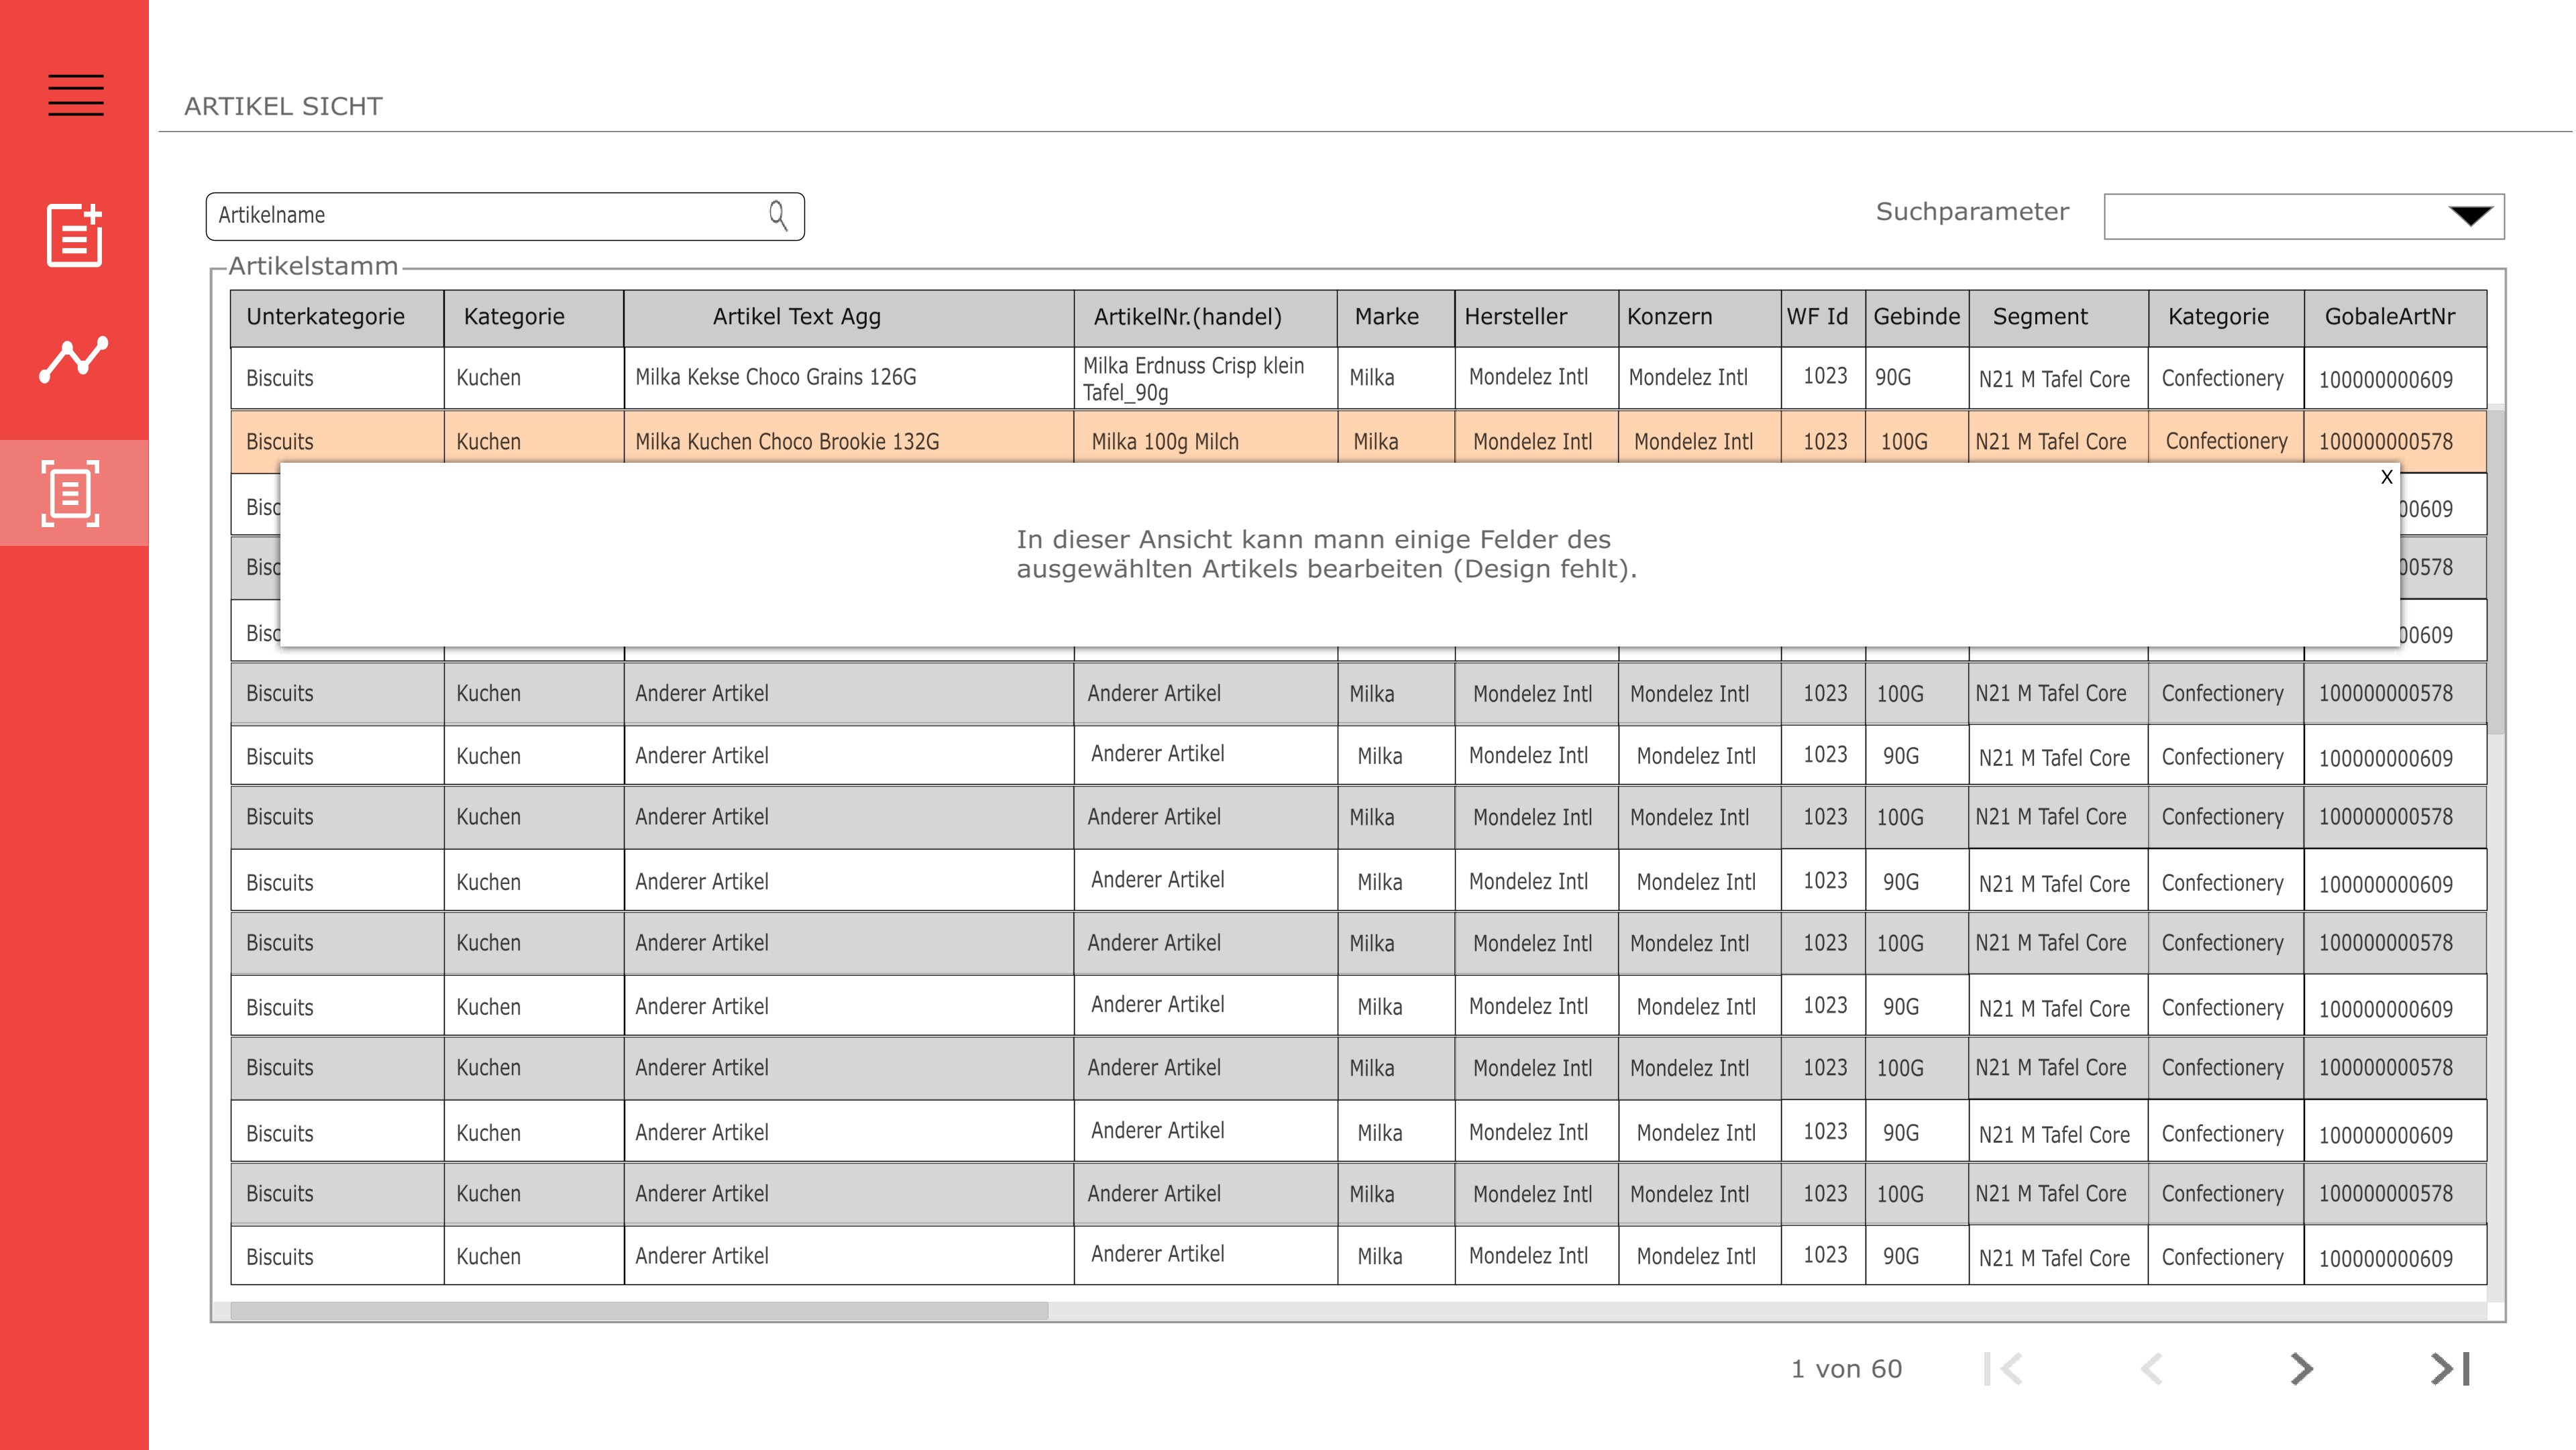 ARTIKEL SICHT
Artikelname
Suchparameter
Artikelstamm
Unterkategorie Kategorie Artikel Text Agg ArtikelNr.(handel) Marke Hersteller Konzern WF Id Gebinde Segment Kategorie GobaleArtNr
Biscuits Kuchen Milka Kekse Choco Grains 126G Milka Erdnuss Crisp klein Milka Mondelez Intl Mondelez Intl 1023 90G N21 M Tafel Core Confectionery 100000000609
Tafel_90g
Biscuits Kuchen Milka Kuchen Choco Brookie 132G Milka 100g Milch Milka Mondelez Intl Mondelez Intl 1023 100G N21 M Tafel Core Confectionery 100000000578
X
Bisc 00609
In dieser Ansicht kann mann einige Felder des
Bisc ausgewählten Artikels bearbeiten (Design fehlt). 00578
Bisc 00609
Biscuits Kuchen Anderer Artikel Anderer Artikel Milka Mondelez Intl Mondelez Intl 1023 100G N21 M Tafel Core Confectionery 100000000578
Biscuits Kuchen Anderer Artikel Anderer Artikel Milka Mondelez Intl Mondelez Intl 1023 90G N21 M Tafel Core Confectionery 100000000609
Biscuits Kuchen Anderer Artikel Anderer Artikel Milka Mondelez Intl Mondelez Intl 1023 100G N21 M Tafel Core Confectionery 100000000578
Biscuits Kuchen Anderer Artikel Anderer Artikel Milka Mondelez Intl Mondelez Intl 1023 90G N21 M Tafel Core Confectionery 100000000609
Biscuits Kuchen Anderer Artikel Anderer Artikel Milka Mondelez Intl Mondelez Intl 1023 100G N21 M Tafel Core Confectionery 100000000578
Biscuits Kuchen Anderer Artikel Anderer Artikel Milka Mondelez Intl Mondelez Intl 1023 90G N21 M Tafel Core Confectionery 100000000609
Biscuits Kuchen Anderer Artikel Anderer Artikel Milka Mondelez Intl Mondelez Intl 1023 100G N21 M Tafel Core Confectionery 100000000578
Biscuits Kuchen Anderer Artikel Anderer Artikel Milka Mondelez Intl Mondelez Intl 1023 90G N21 M Tafel Core Confectionery 100000000609
Biscuits Kuchen Anderer Artikel Anderer Artikel Milka Mondelez Intl Mondelez Intl 1023 100G N21 M Tafel Core Confectionery 100000000578
Biscuits Kuchen Anderer Artikel Anderer Artikel Milka Mondelez Intl Mondelez Intl 1023 90G N21 M Tafel Core Confectionery 100000000609
1 von 60